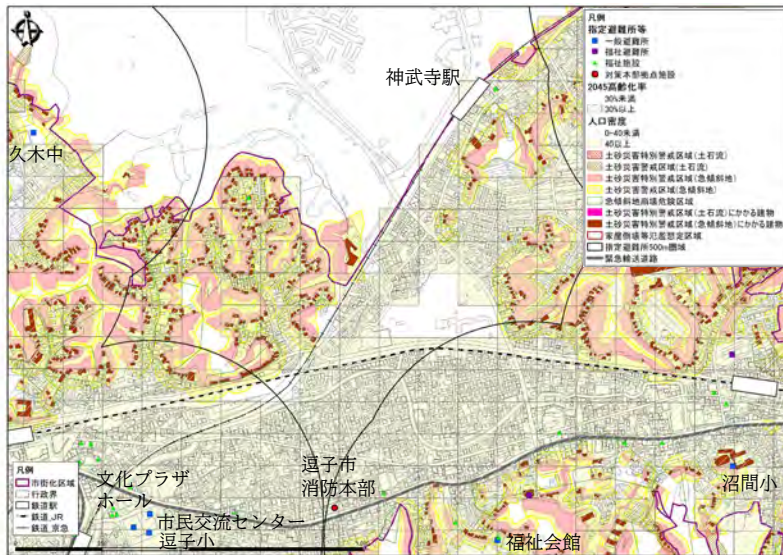 神武寺駅
久木中
文化プラザ
ホール
市民交流センター
逗子小
逗子市
消防本部
福祉会館
沼間小
凡例
指定避難所等
一般避難所
福祉避難所
福祉施設
対策本部拠点施設
2045高齢化率
30%未満
30%以上
人口密度
0-40未満
40以上
土砂災害特別警戒区域(土石流)
土砂災害警戒区域(土石流)
土砂災害特別警戒区域(急傾斜地)
土砂災害警戒区域(急傾斜地)
急傾斜地崩壊危険区域
土砂災害特別警戒区域(土石流)にかかる建物
土砂災害特別警戒区域(急傾斜地)にかかる建物
家屋倒壊等氾濫想定区域
指定避難所500m圏域
緊急輸送道路
凡例
市街化区域
行政界
鉄道駅
鉄道_JR
鉄道_京急